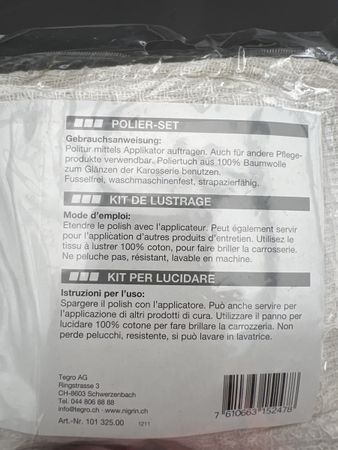 POLIER-SET
Gebrauchsanweisung:
Politur mittels Applikator auftragen. Auch für andere Pflege-
produkte verwendbar. Poliertuch aus 100% Baumwolle
zum Glänzen der Karosserie benutzen.
Fusselfrei, waschmaschinenfest, strapazierfähig.
KIT DE LUSTRAGE
Mode d'emploi:
Etendre le polish avec l'applicateur. Peut également servir
pour l'application d'autres produits d'entretien. Utilisez le
tissu à lustrer 100% coton, pour faire briller la carrosserie.
Ne peluche pas, résistant, lavable en machine.
KIT PER LUCIDARE
Istruzioni per l'uso:
Spargere il polish con l'applicatore. Può anche servire per
l'applicazione di altri prodotti di cura. Utilizzare il panno per
lucidare 100% cotone per fare brillare la carrozzeria. Non
perde pelucchi, resistente, si può lavare in lavatrice.
Tegro AG
Ringstrasse 3
CH-8603 Schwerzenbach
Tel. 044 806 88 88
info@tegro.ch - www.nigrin.ch
Art.-Nr. 101 325.00 1211
7 610663 152478